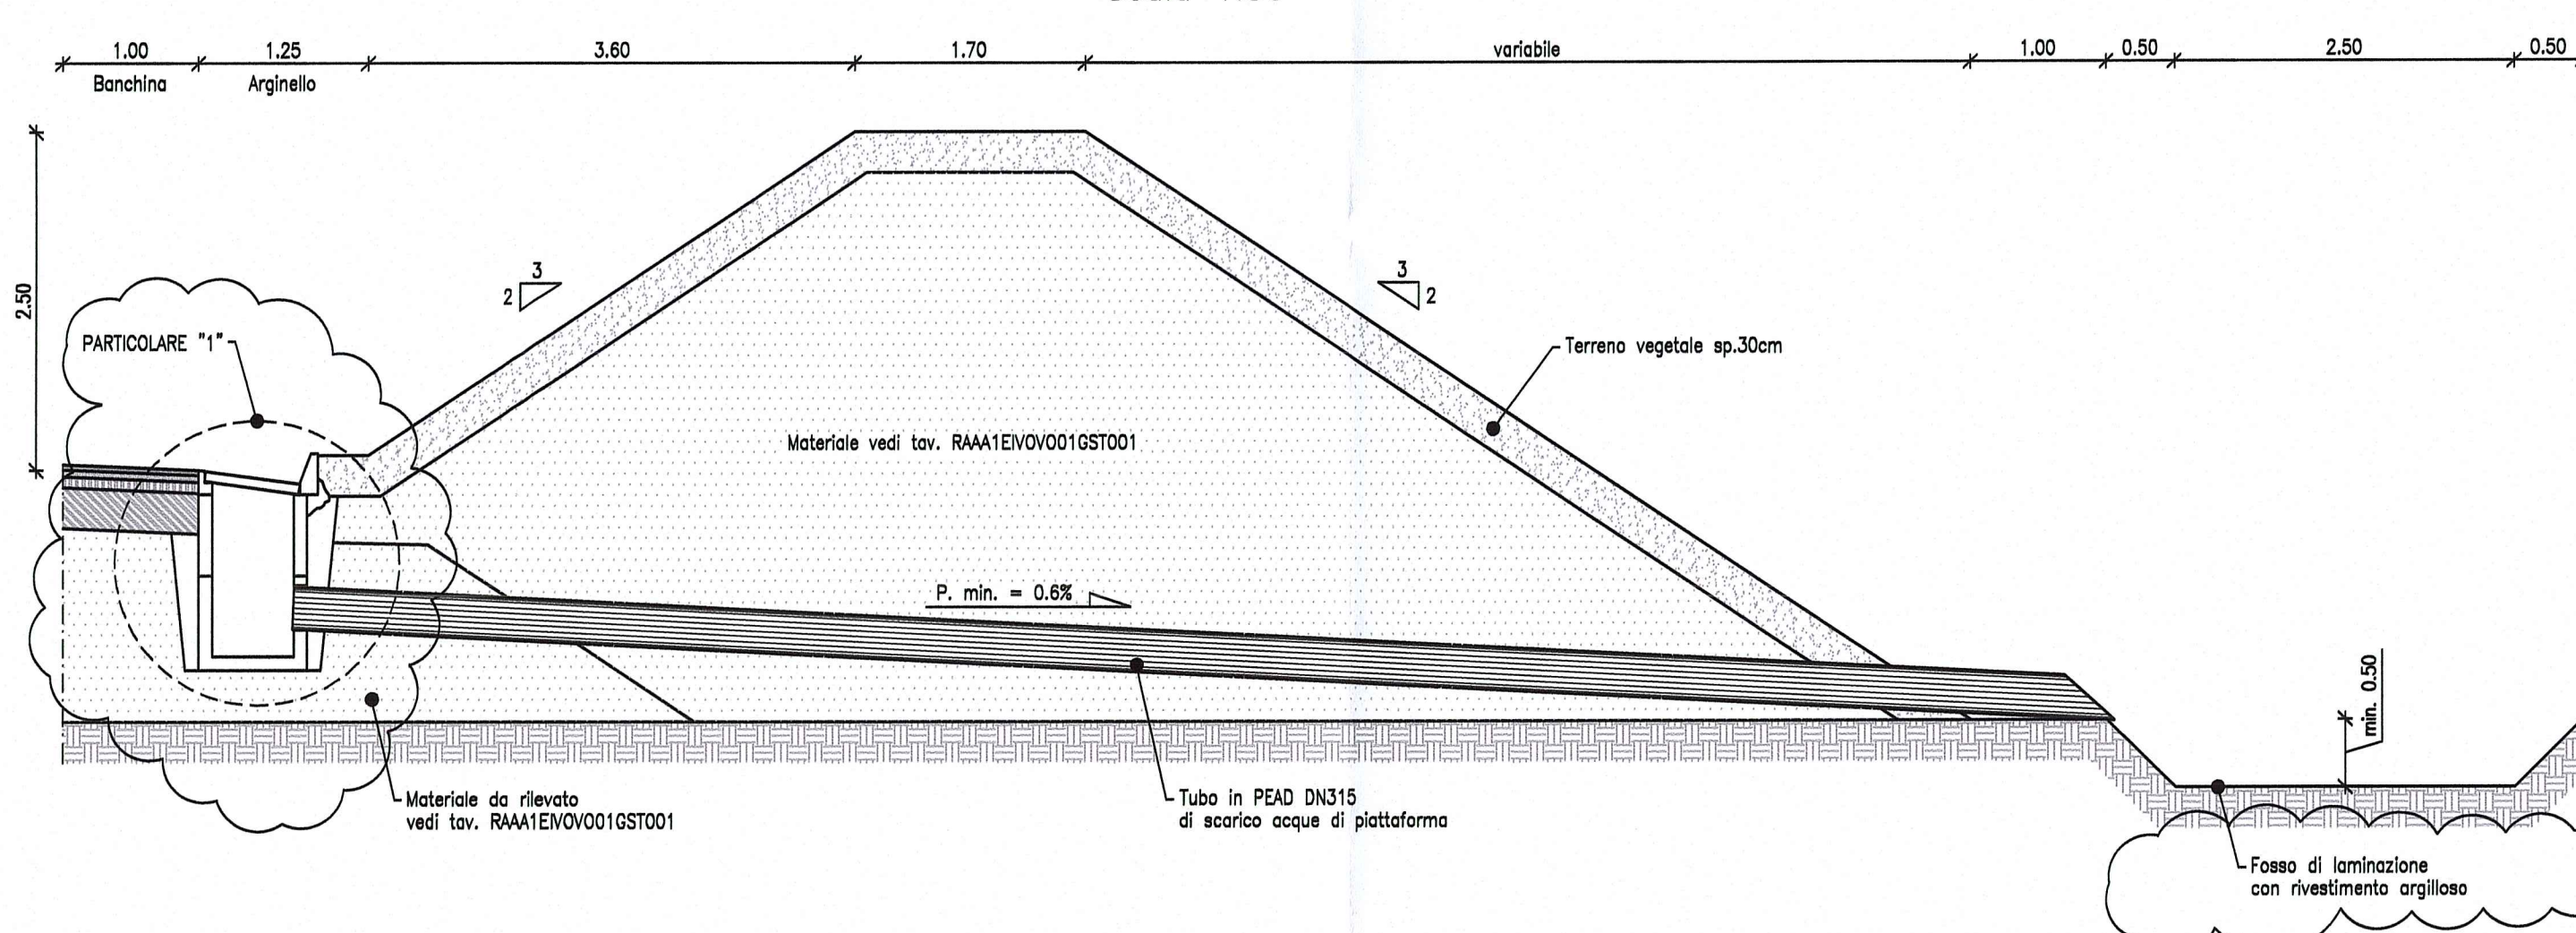 1.00 1.25 3.60 1.70 variabile 1.00 0.50 2.50 0.50
Banchina Arginello
2.50
3
2
3
2
PARTICOLARE "1"
Terreno vegetale sp.30cm
Materiale vedi tav. RAAA1EIVOVO01GST001
P. min. = 0.6%
min. 0.50
Materiale da rilevato
vedi tav. RAAA1EIVOVO01GST001
Tubo in PEAD DN315
di scarico acque di piattaforma
Fosso di laminazione
con rivestimento argilloso